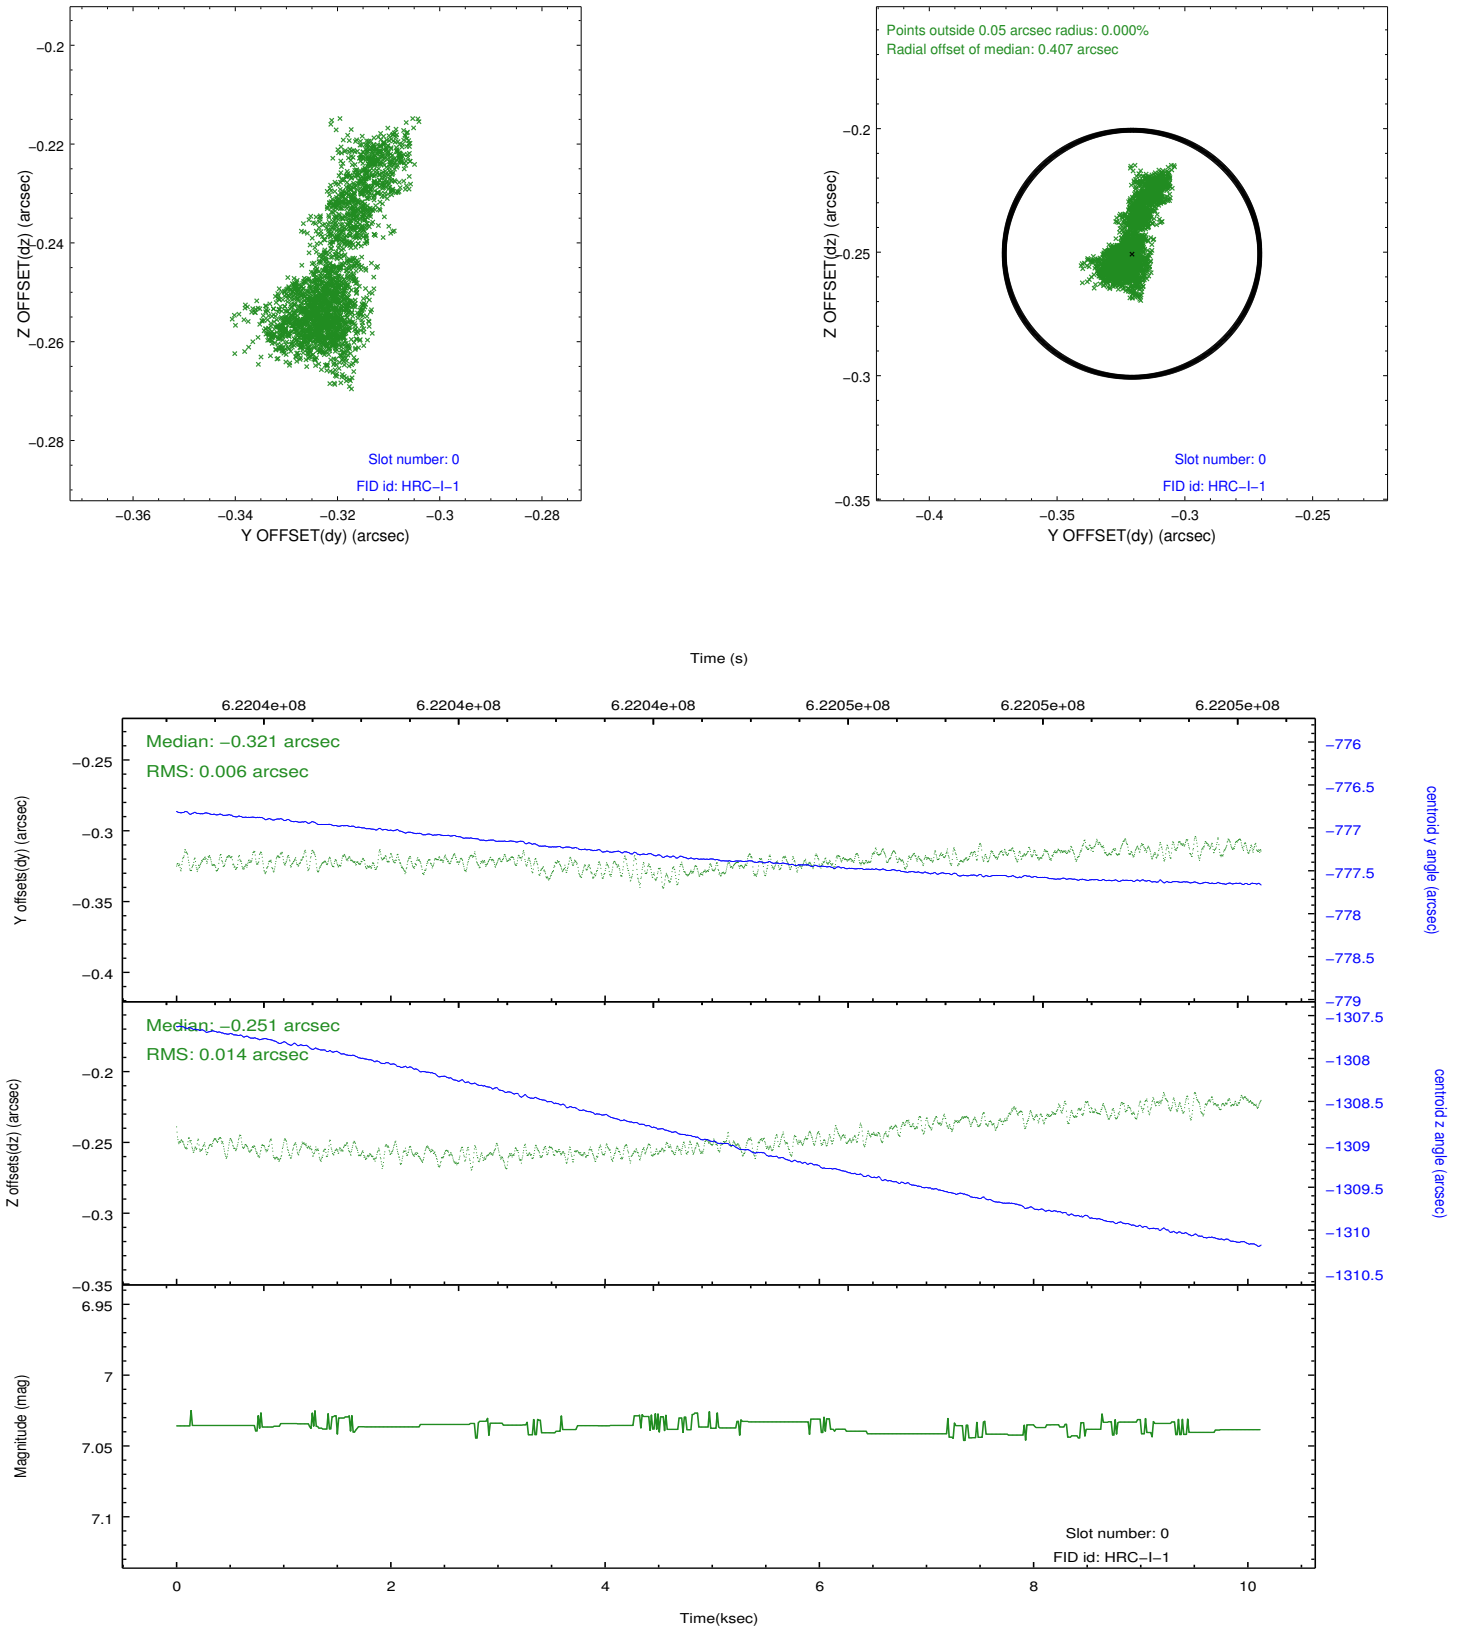 −0.2
−0.22
−0.24
−0.26
−0.28
Z OFFSET(dz) (arcsec)
Slot number: 0
FID id: HRC−I−1
−0.36
−0.34
−0.32
−0.3
−0.28
Y OFFSET(dy) (arcsec)
Points outside 0.05 arcsec radius: 0.000%
Radial offset of median: 0.407 arcsec
−0.2
−0.25
−0.3
−0.35
Z OFFSET(dz) (arcsec)
Slot number: 0
FID id: HRC−I−1
−0.4
−0.35
−0.3
−0.25
Y OFFSET(dy) (arcsec)
Time (s)
6.2204e+08
6.2204e+08
6.2204e+08
6.2205e+08
6.2205e+08
6.2205e+08
Median: −0.321 arcsec
RMS: 0.006 arcsec
−0.25
−0.3
−0.35
−0.4
Y offsets(dy) (arcsec)
−776
−776.5
−777
−777.5
−778
−778.5
−779
centroid y angle (arcsec)
Median: −0.251 arcsec
RMS: 0.014 arcsec
−0.2
−0.25
−0.3
−0.35
Z offsets(dz) (arcsec)
−1307.5
−1308
−1308.5
−1309
−1309.5
−1310
−1310.5
centroid z angle (arcsec)
6.95
7
7.05
7.1
Magnitude (mag)
Slot number: 0
FID id: HRC−I−1
0
2
4
6
8
10
Time(ksec)